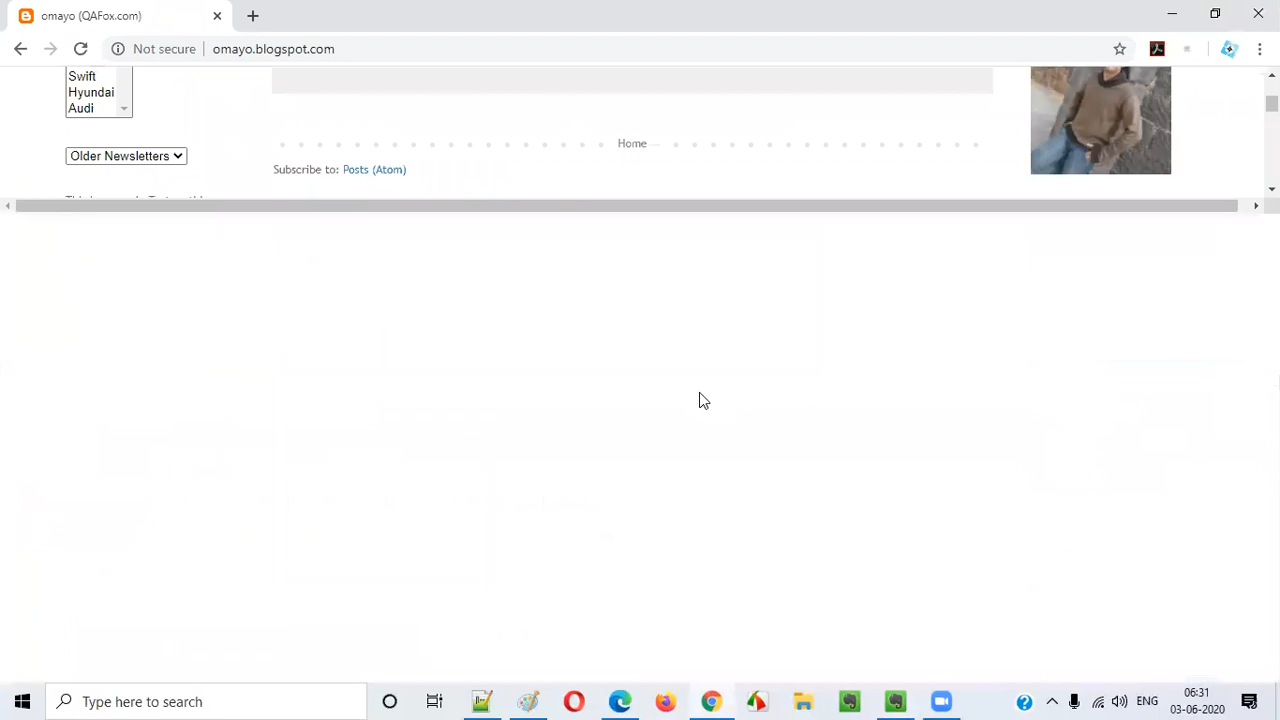 omayo (QAFox.com)
Not secure
omayo.blogspot.com
Swift
Hyundai
Audi
Older Newsletters
Home
Subscribe to: Posts (Atom)
Type here to search
ENG
06:31
03-06-2020